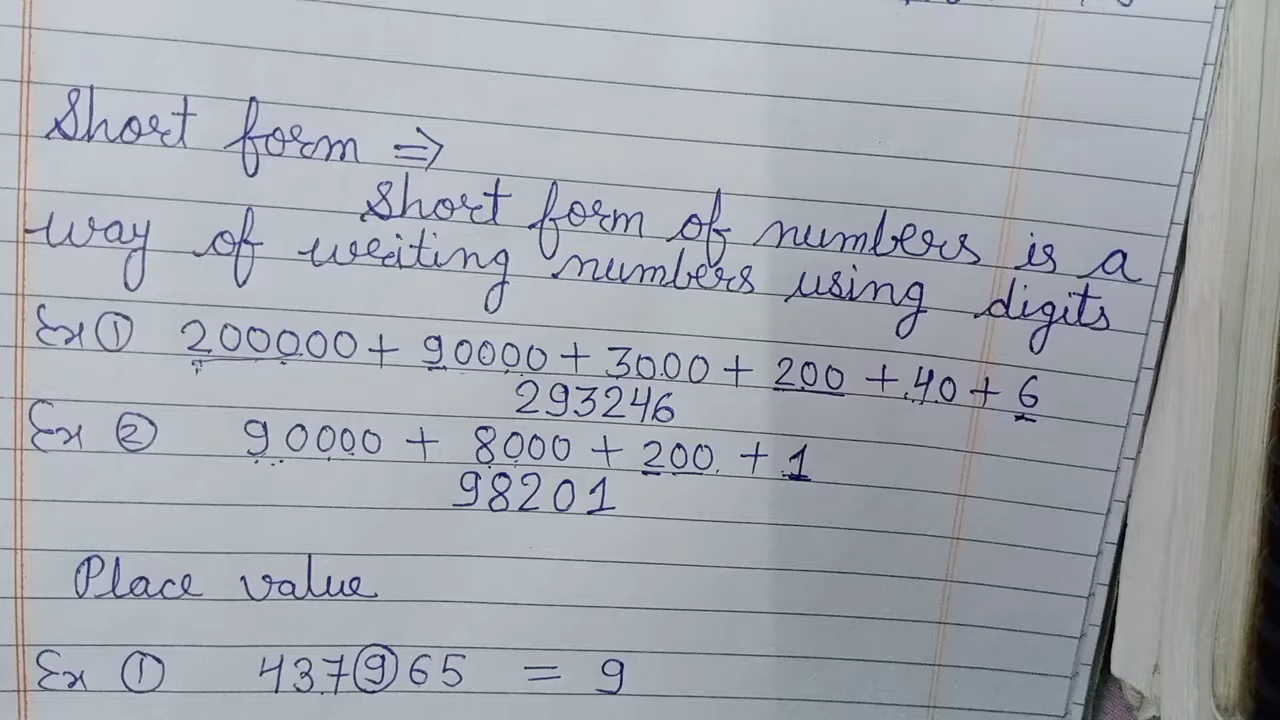 Short form ⇒
Short form of numbers is a
way of writing numbers using digits
Ex ① 200000 + 90000 + 3000 + 200 + 40 + 6
293246
Ex ② 90000 + 8000 + 200 + 1
98201
Place value
Ex ① 437965 = 9